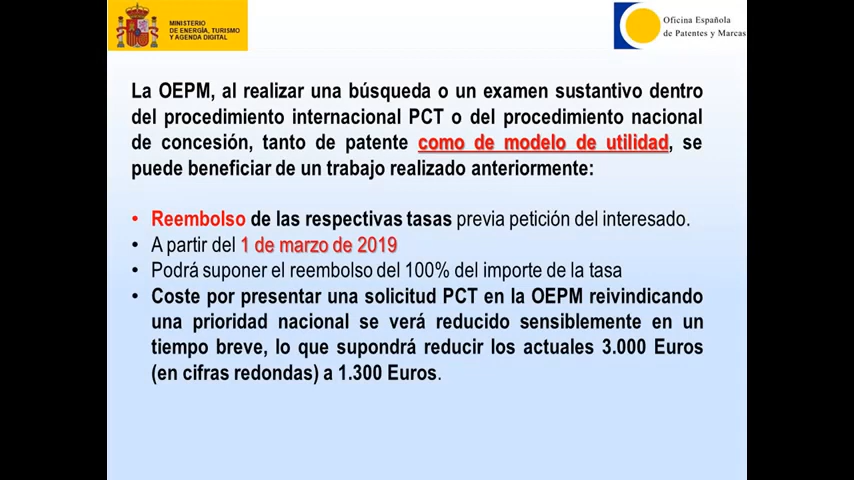 MINISTERIO
DE ENERGÍA, TURISMO
Y AGENDA DIGITAL
Oficina Española
de Patentes y Marcas
La OEPM, al realizar una búsqueda o un examen sustantivo dentro
del procedimiento internacional PCT o del procedimiento nacional
de concesión, tanto de patente como de modelo de utilidad, se
puede beneficiar de un trabajo realizado anteriormente:
• Reembolso de las respectivas tasas previa petición del interesado.
• A partir del 1 de marzo de 2019
• Podrá suponer el reembolso del 100% del importe de la tasa
• Coste por presentar una solicitud PCT en la OEPM reivindicando
una prioridad nacional se verá reducido sensiblemente en un
tiempo breve, lo que supondrá reducir los actuales 3.000 Euros
(en cifras redondas) a 1.300 Euros.